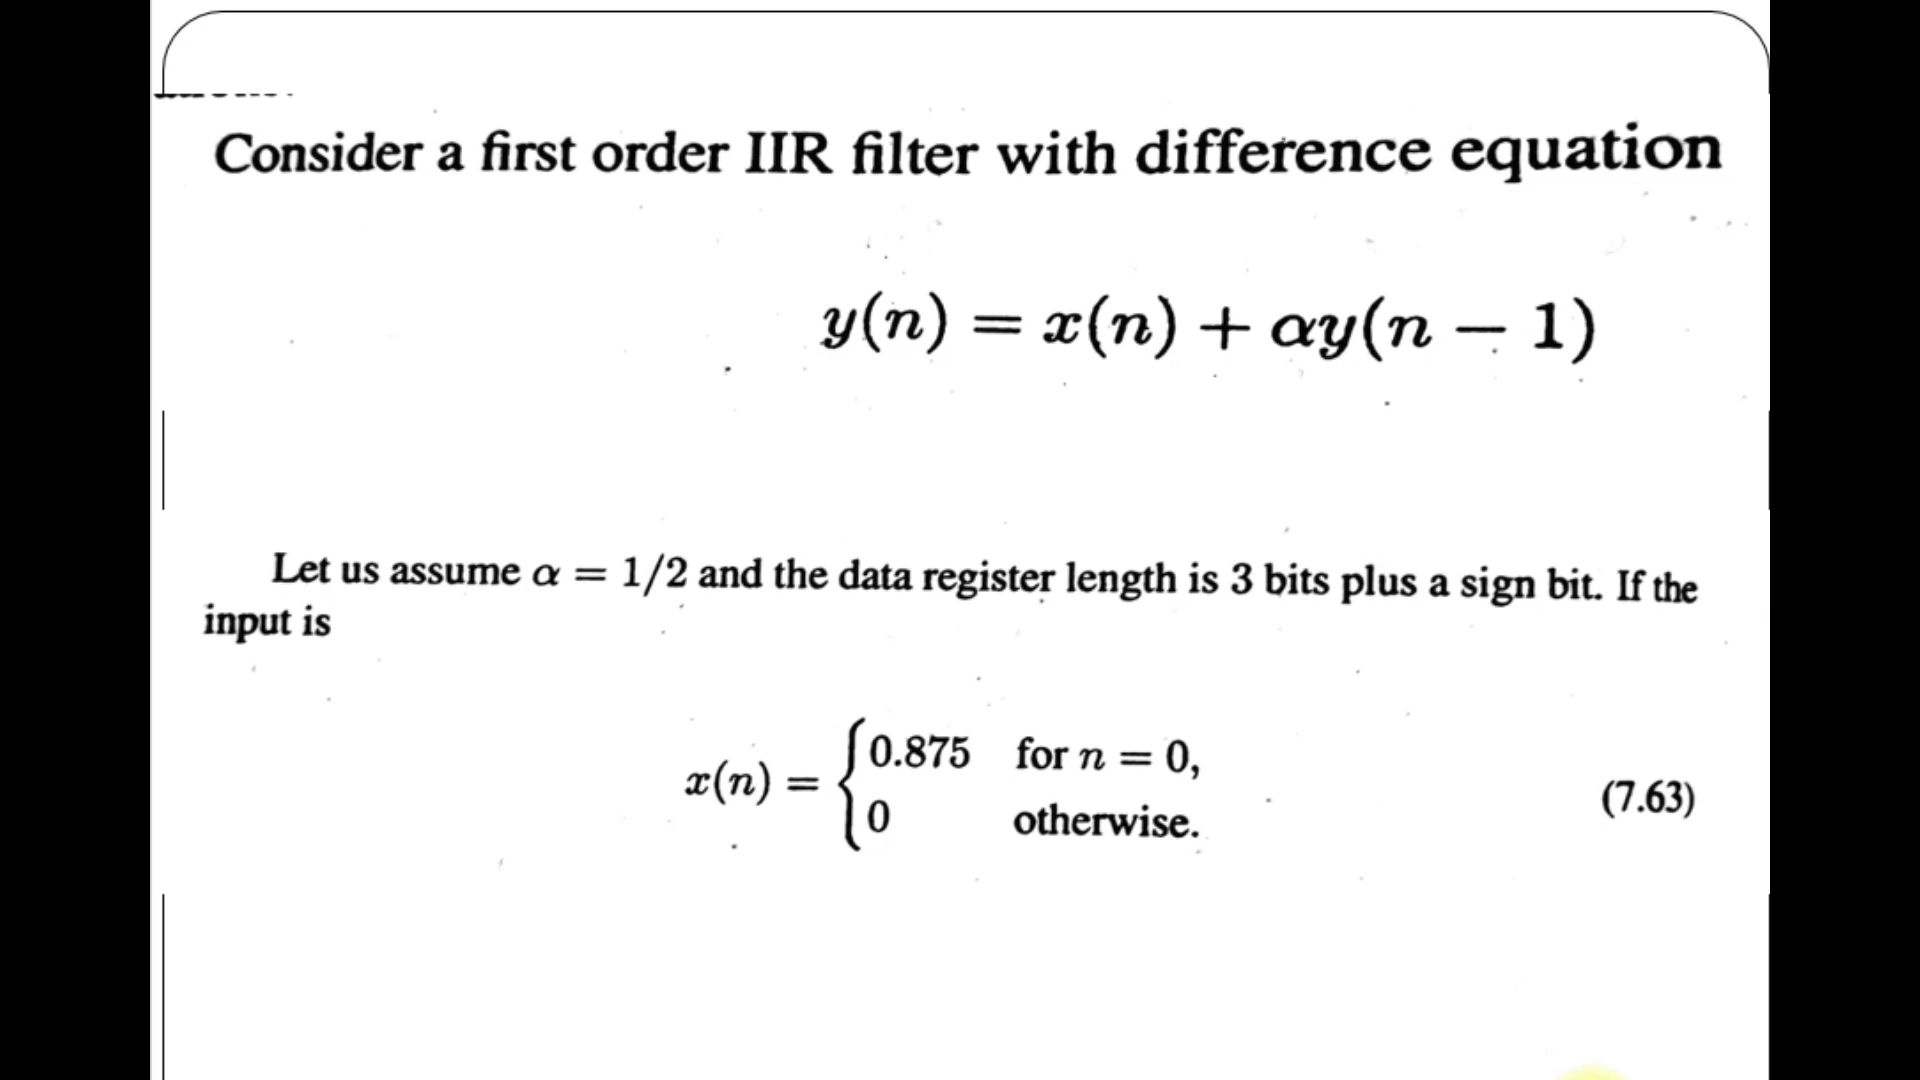 Consider a first order IIR filter with difference equation
y(n) = x(n) + αy(n − 1)
Let us assume α = 1/2 and the data register length is 3 bits plus a sign bit. If the
input is
x(n) = { 0.875 for n = 0,
0 otherwise.
(7.63)